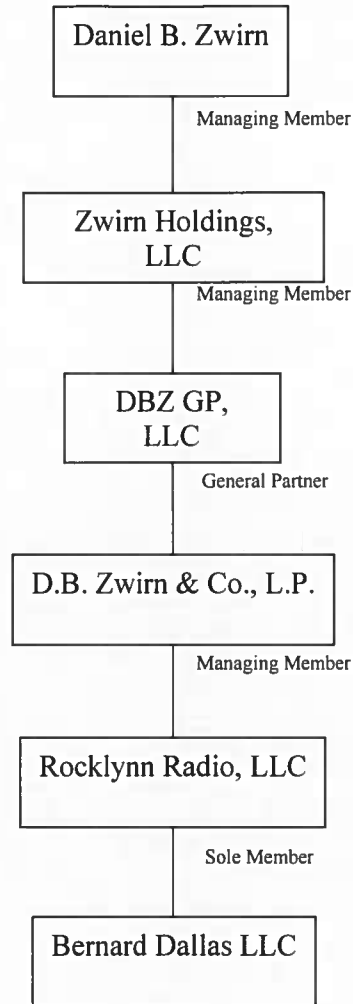 Daniel B. Zwirn
Managing Member
Zwirn Holdings,
LLC
Managing Member
DBZ GP,
LLC
General Partner
D.B. Zwirn & Co., L.P.
Managing Member
Rocklynn Radio, LLC
Sole Member
Bernard Dallas LLC